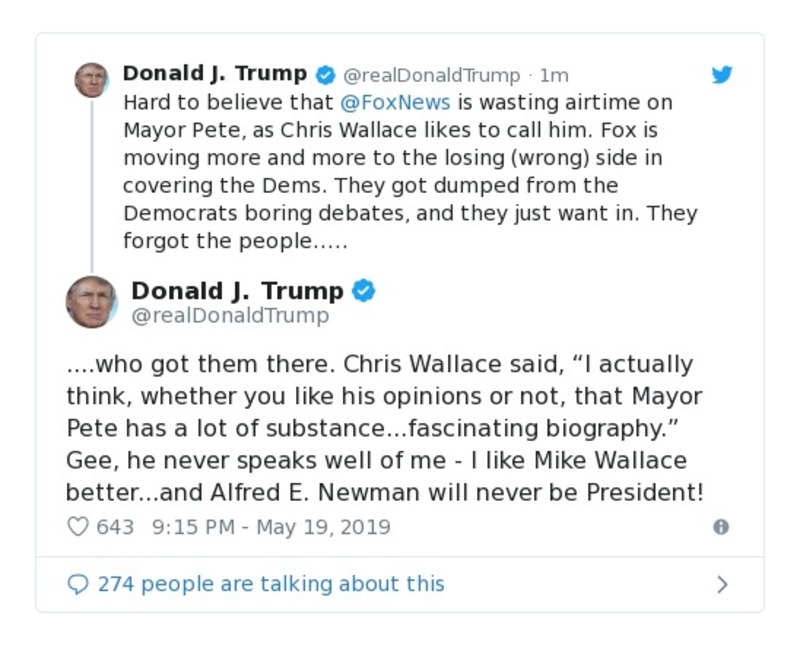 Donald J. Trump @realDonaldTrump · 1m
Hard to believe that @FoxNews is wasting airtime on
Mayor Pete, as Chris Wallace likes to call him. Fox is
moving more and more to the losing (wrong) side in
covering the Dems. They got dumped from the
Democrats boring debates, and they just want in. They
forgot the people.....
Donald J. Trump
@realDonaldTrump
....who got them there. Chris Wallace said, “I actually
think, whether you like his opinions or not, that Mayor
Pete has a lot of substance...fascinating biography.”
Gee, he never speaks well of me - I like Mike Wallace
better...and Alfred E. Newman will never be President!
643 9:15 PM - May 19, 2019
274 people are talking about this